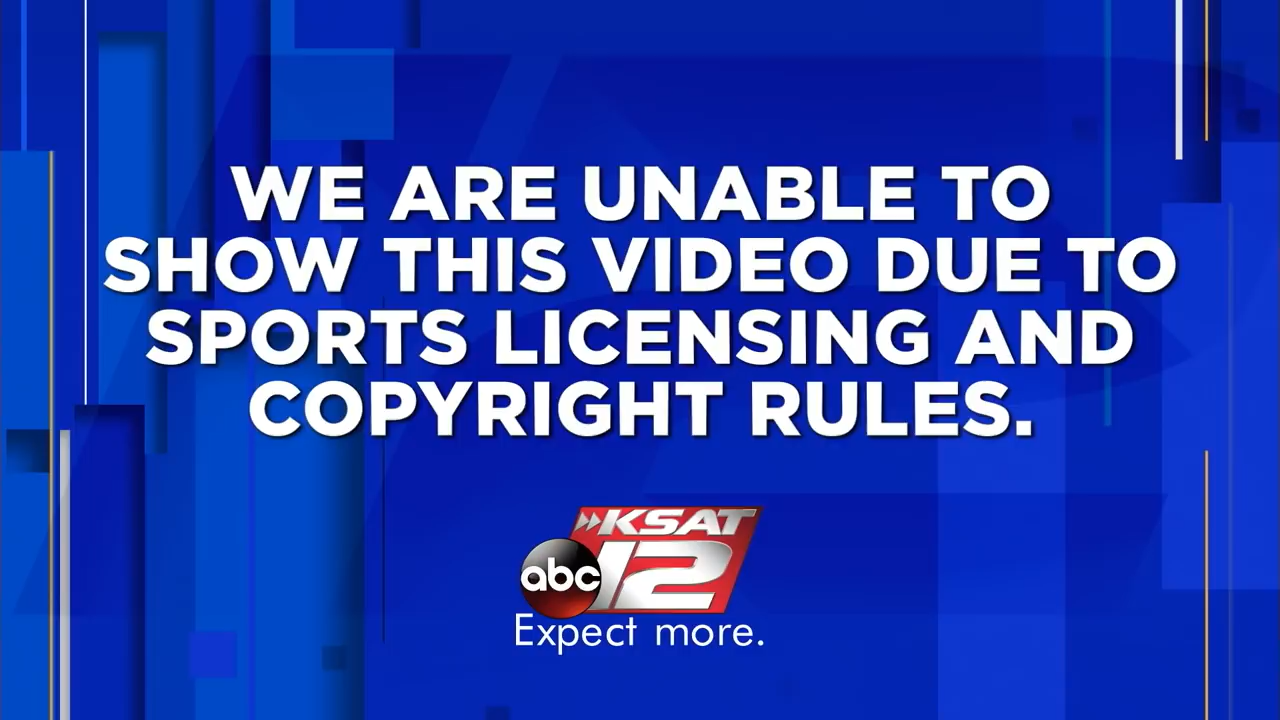 WE ARE UNABLE TO
SHOW THIS VIDEO DUE TO
SPORTS LICENSING AND
COPYRIGHT RULES.
KSAT
abc 12
Expect more.